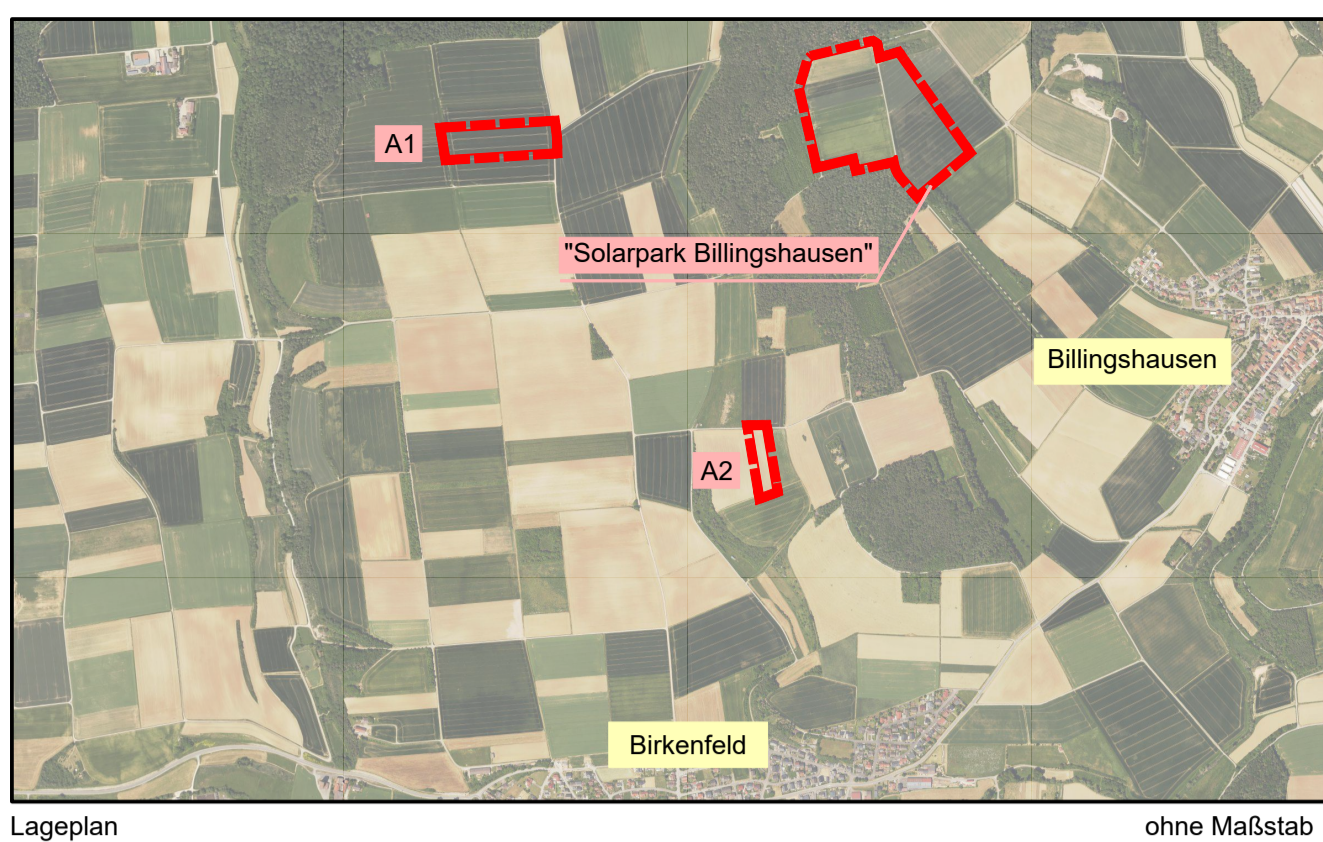 A1
"Solarpark Billingshausen"
Billingshausen
A2
Birkenfeld
Lageplan
ohne Maßstab